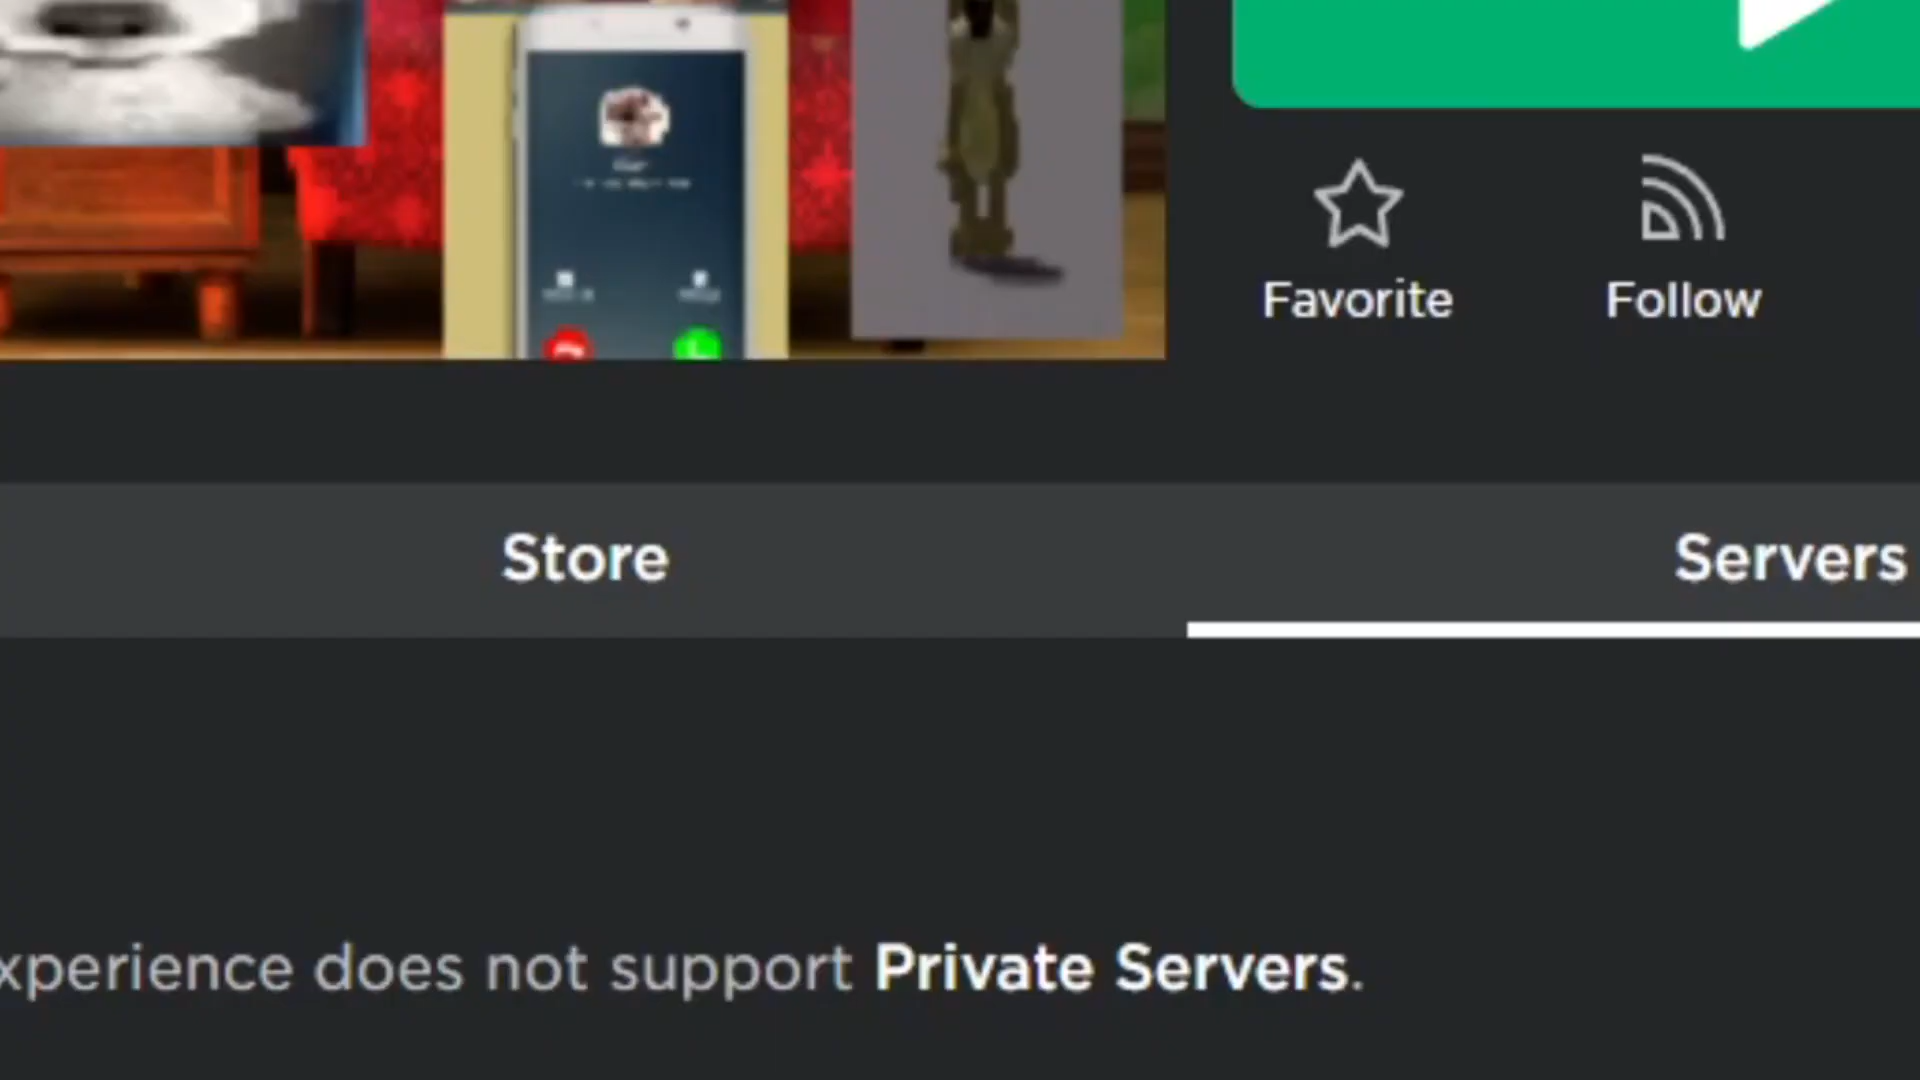 Favorite Follow
Store Servers
xperience does not support Private Servers.